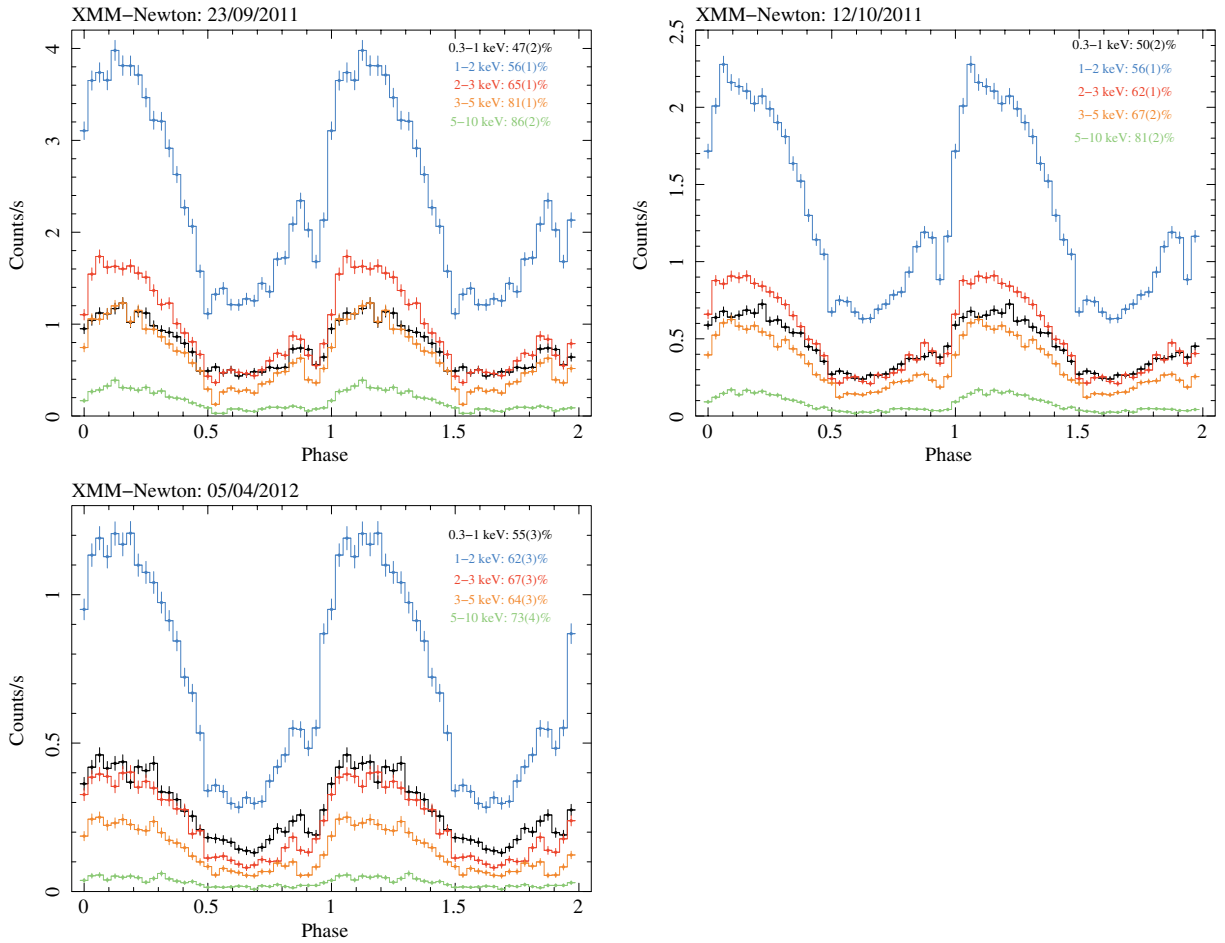 XMM−Newton: 23/09/2011
0.3−1 keV: 47(2)%
1−2 keV: 56(1)%
2−3 keV: 65(1)%
3−5 keV: 81(1)%
5−10 keV: 86(2)%
Counts/s
4
3
2
1
0
0
0.5
1
1.5
2
Phase
XMM−Newton: 12/10/2011
0.3−1 keV: 50(2)%
1−2 keV: 56(1)%
2−3 keV: 62(1)%
3−5 keV: 67(2)%
5−10 keV: 81(2)%
Counts/s
2.5
2
1.5
1
0.5
0
0
0.5
1
1.5
2
Phase
XMM−Newton: 05/04/2012
0.3−1 keV: 55(3)%
1−2 keV: 62(3)%
2−3 keV: 67(3)%
3−5 keV: 64(3)%
5−10 keV: 73(4)%
Counts/s
1
0.5
0
0
0.5
1
1.5
2
Phase